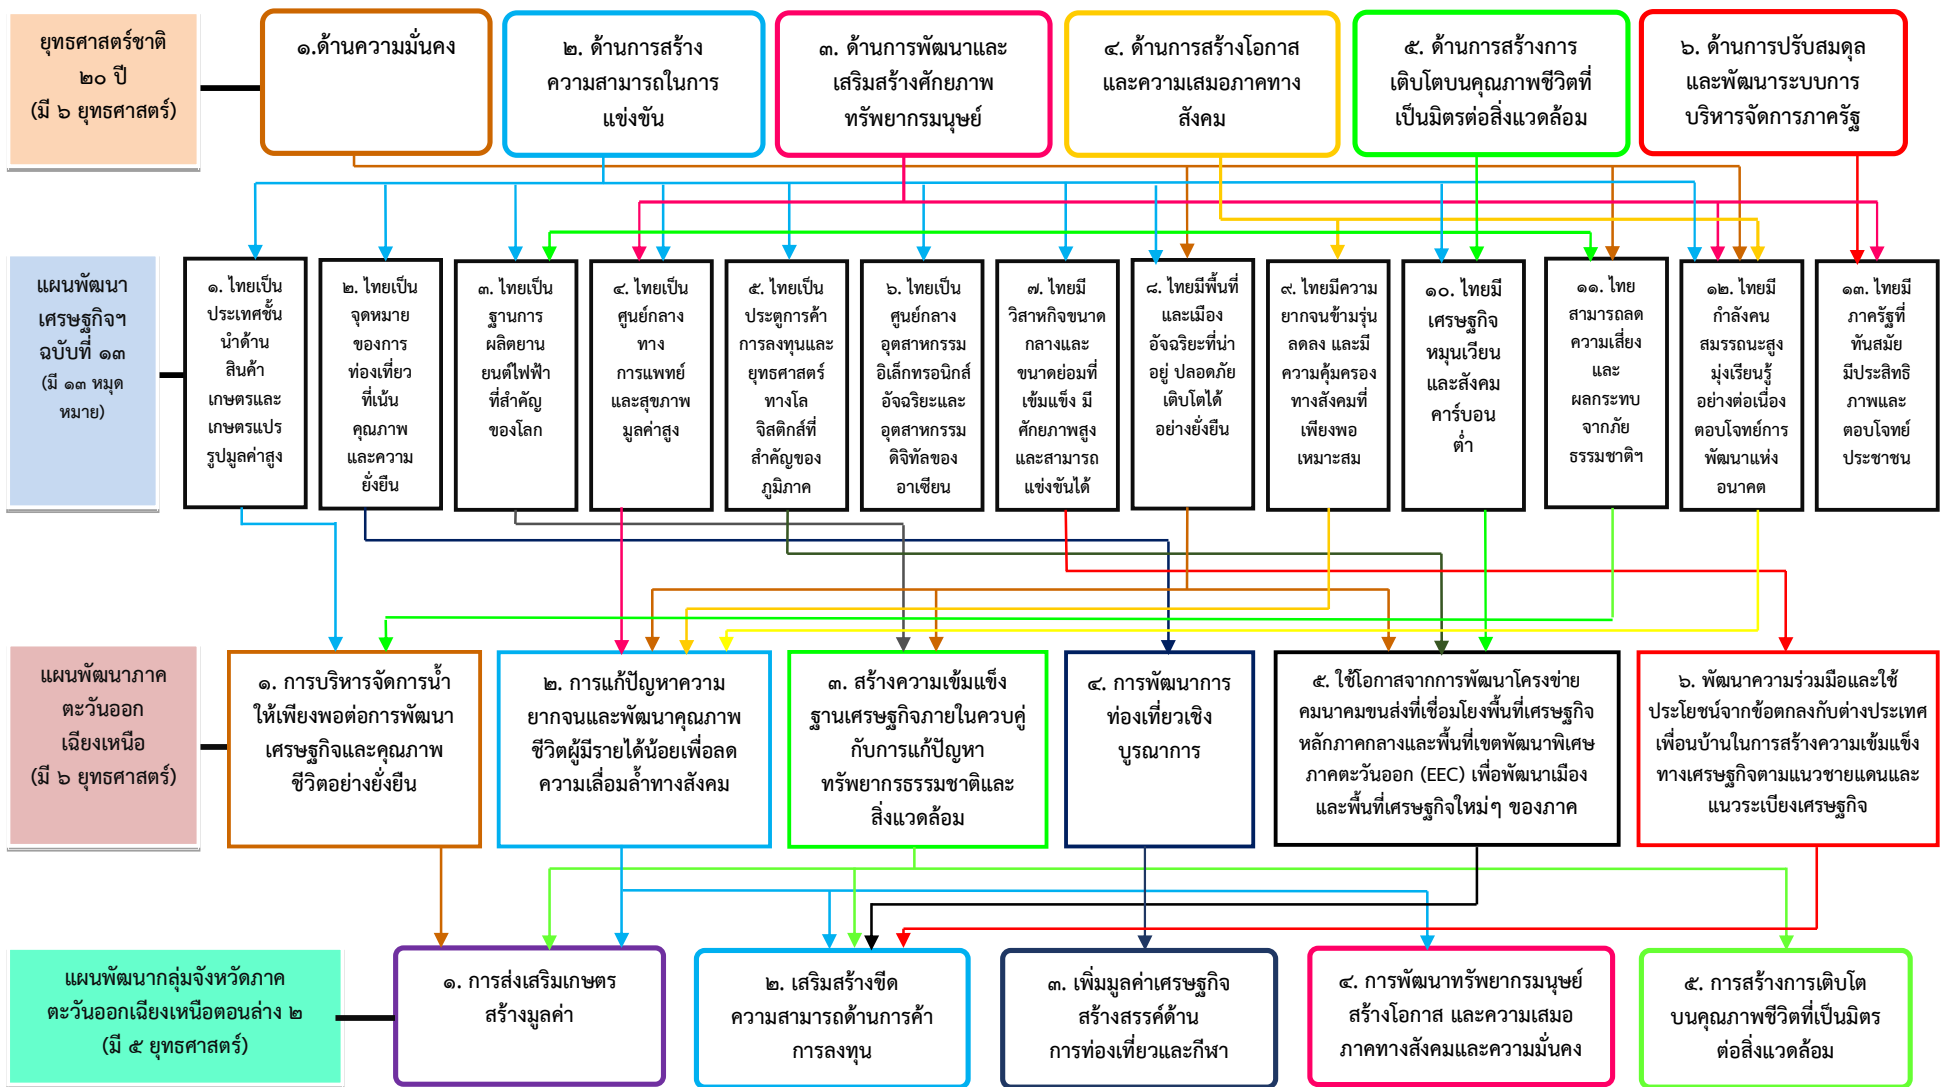 ยุทธศาสตร์ชาติ
๒๐ ปี
(มี ๖ ยุทธศาสตร์)
๑.ด้านความมั่นคง
๒. ด้านการสร้าง
ความสามารถในการ
แข่งขัน
๓. ด้านการพัฒนาและ
เสริมสร้างศักยภาพ
ทรัพยากรมนุษย์
๔. ด้านการสร้างโอกาส
และความเสมอภาคทาง
สังคม
๕. ด้านการสร้างการ
เติบโตบนคุณภาพชีวิตที่
เป็นมิตรต่อสิ่งแวดล้อม
๖. ด้านการปรับสมดุล
และพัฒนาระบบการ
บริหารจัดการภาครัฐ
แผนพัฒนา
เศรษฐกิจฯ
ฉบับที่ ๑๓
(มี ๑๓ หมุด
หมาย)
๑. ไทยเป็น
ประเทศชั้น
นำด้าน
สินค้า
เกษตรและ
เกษตรแปร
รูปมูลค่าสูง
๒. ไทยเป็น
จุดหมาย
ของการ
ท่องเที่ยว
ที่เน้น
คุณภาพ
และความ
ยั่งยืน
๓. ไทยเป็น
ฐานการ
ผลิตยาน
ยนต์ไฟฟ้า
ที่สำคัญ
ของโลก
๔. ไทยเป็น
ศูนย์กลาง
ทาง
การแพทย์
และสุขภาพ
มูลค่าสูง
๕. ไทยเป็น
ประตูการค้า
การลงทุนและ
ยุทธศาสตร์
ทางโล
จิสติกส์ที่
สำคัญของ
ภูมิภาค
๖. ไทยเป็น
ศูนย์กลาง
อุตสาหกรรม
อิเล็กทรอนิกส์
อัจฉริยะและ
อุตสาหกรรม
ดิจิทัลของ
อาเซียน
๗. ไทยมี
วิสาหกิจขนาด
กลางและ
ขนาดย่อมที่
เข้มแข็ง มี
ศักยภาพสูง
และสามารถ
แข่งขันได้
๘. ไทยมีพื้นที่
และเมือง
อัจฉริยะที่น่า
อยู่ ปลอดภัย
เติบโตได้
อย่างยั่งยืน
๙. ไทยมีความ
ยากจนข้ามรุ่น
ลดลง และมี
ความคุ้มครอง
ทางสังคมที่
เพียงพอ
เหมาะสม
๑๐. ไทยมี
เศรษฐกิจ
หมุนเวียน
และสังคม
คาร์บอน
ต่ำ
๑๑. ไทย
สามารถลด
ความเสี่ยง
และ
ผลกระทบ
จากภัย
ธรรมชาติฯ
๑๒. ไทยมี
กำลังคน
สมรรถนะสูง
มุ่งเรียนรู้
อย่างต่อเนื่อง
ตอบโจทย์การ
พัฒนาแห่ง
อนาคต
๑๓. ไทยมี
ภาครัฐที่
ทันสมัย
มีประสิทธิ
ภาพและ
ตอบโจทย์
ประชาชน
แผนพัฒนาภาค
ตะวันออก
เฉียงเหนือ
(มี ๖ ยุทธศาสตร์)
๑. การบริหารจัดการน้ำ
ให้เพียงพอต่อการพัฒนา
เศรษฐกิจและคุณภาพ
ชีวิตอย่างยั่งยืน
๒. การแก้ปัญหาความ
ยากจนและพัฒนาคุณภาพ
ชีวิตผู้มีรายได้น้อยเพื่อลด
ความเลื่อมล้ำทางสังคม
๓. สร้างความเข้มแข็ง
ฐานเศรษฐกิจภายในควบคู่
กับการแก้ปัญหา
ทรัพยากรธรรมชาติและ
สิ่งแวดล้อม
๔. การพัฒนาการ
ท่องเที่ยวเชิง
บูรณาการ
๕. ใช้โอกาสจากการพัฒนาโครงข่าย
คมนาคมขนส่งที่เชื่อมโยงพื้นที่เศรษฐกิจ
หลักภาคกลางและพื้นที่เขตพัฒนาพิเศษ
ภาคตะวันออก (EEC) เพื่อพัฒนาเมือง
และพื้นที่เศรษฐกิจใหม่ๆ ของภาค
๖. พัฒนาความร่วมมือและใช้
ประโยชน์จากข้อตกลงกับต่างประเทศ
เพื่อนบ้านในการสร้างความเข้มแข็ง
ทางเศรษฐกิจตามแนวชายแดนและ
แนวระเบียงเศรษฐกิจ
แผนพัฒนากลุ่มจังหวัดภาค
ตะวันออกเฉียงเหนือตอนล่าง ๒
(มี ๕ ยุทธศาสตร์)
๑. การส่งเสริมเกษตร
สร้างมูลค่า
๒. เสริมสร้างขีด
ความสามารถด้านการค้า
การลงทุน
๓. เพิ่มมูลค่าเศรษฐกิจ
สร้างสรรค์ด้าน
การท่องเที่ยวและกีฬา
๔. การพัฒนาทรัพยากรมนุษย์
สร้างโอกาส และความเสมอ
ภาคทางสังคมและความมั่นคง
๕. การสร้างการเติบโต
บนคุณภาพชีวิตที่เป็นมิตร
ต่อสิ่งแวดล้อม